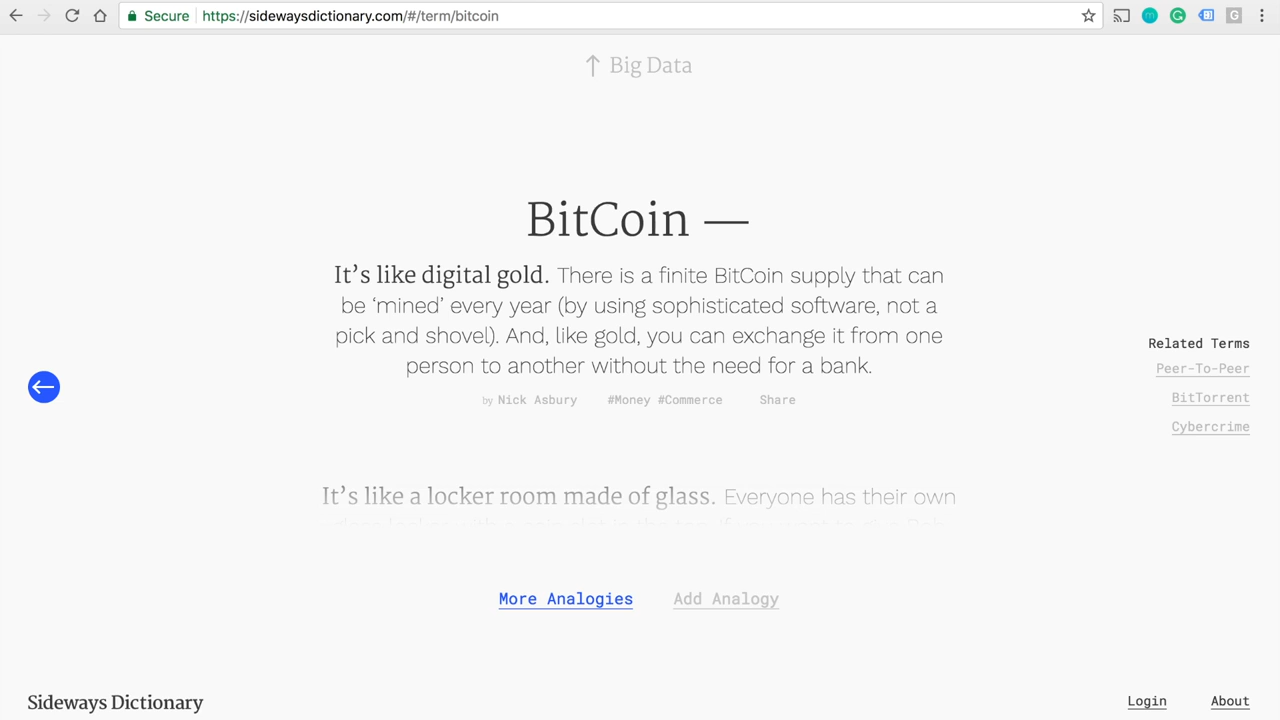 Secure https://sidewaysdictionary.com/#/term/bitcoin
↑ Big Data
BitCoin —
It’s like digital gold. There is a finite BitCoin supply that can
be ‘mined’ every year (by using sophisticated software, not a
pick and shovel). And, like gold, you can exchange it from one
person to another without the need for a bank.
by Nick Asbury #Money #Commerce Share
Related Terms
Peer-To-Peer
BitTorrent
Cybercrime
It’s like a locker room made of glass. Everyone has their own
More Analogies Add Analogy
Sideways Dictionary
Login About